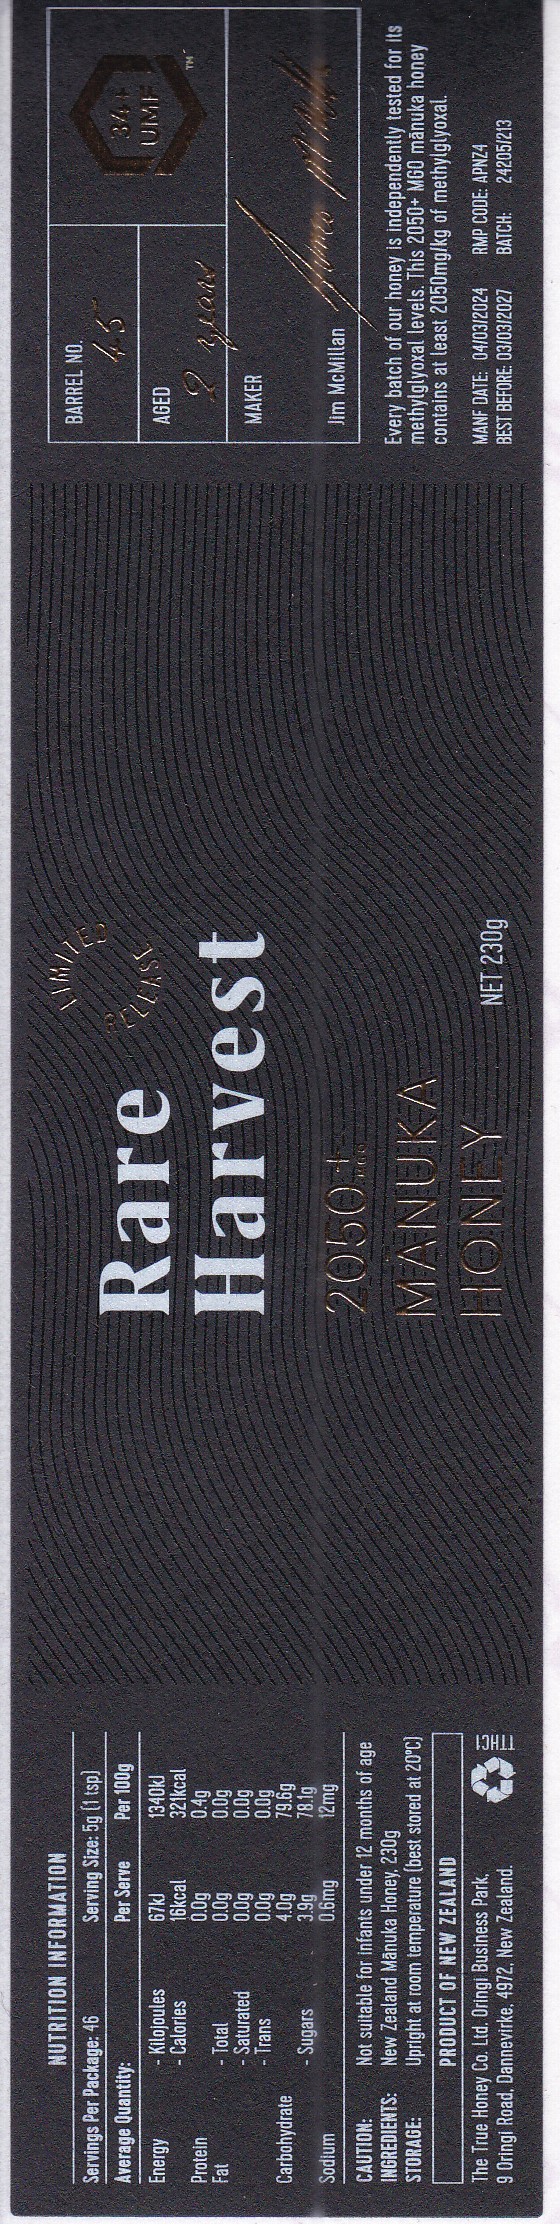 NUTRITION INFORMATION
Servings Per Package: 46 Serving Size: 5g (1 tsp)
Average Quantity: Per Serve Per 100g
Energy - Kilojoules 67kJ 1340kJ
- Calories 16kcal 321kcal
Protein 0.0g 0.4g
Fat - Total 0.0g 0.0g
- Saturated 0.0g 0.0g
- Trans 0.0g 0.0g
Carbohydrate 4.0g 79.6g
- Sugars 3.9g 78.1g
Sodium 0.6mg 12mg
CAUTION: Not suitable for infants under 12 months of age
INGREDIENTS: New Zealand Mānuka Honey, 230g
STORAGE: Upright at room temperature (best stored at 20°C)
PRODUCT OF NEW ZEALAND
The True Honey Co. Ltd. Oringi Business Park,
9 Oringi Road, Dannevirke, 4972, New Zealand.
TTHC1
LIMITED
RELEASE
Rare
Harvest
2050+ MGO
MĀNUKA
HONEY
NET 230g
BARREL NO.
45
34+
UMF
TM
AGED
2 years
MAKER
Jim McMillan
Every batch of our honey is independently tested for its
methylglyoxal levels. This 2050+ MGO mānuka honey
contains at least 2050mg/kg of methylglyoxal.
MANF DATE: 04/03/2024 RMP CODE: APNZ4
BEST BEFORE: 03/03/2027 BATCH: 24205/213